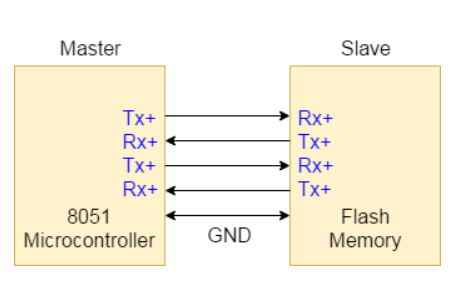 Master
Slave
Tx+
Rx+
Rx+
Tx+
Tx+
Rx+
Rx+
Tx+
8051
Microcontroller
GND
Flash
Memory